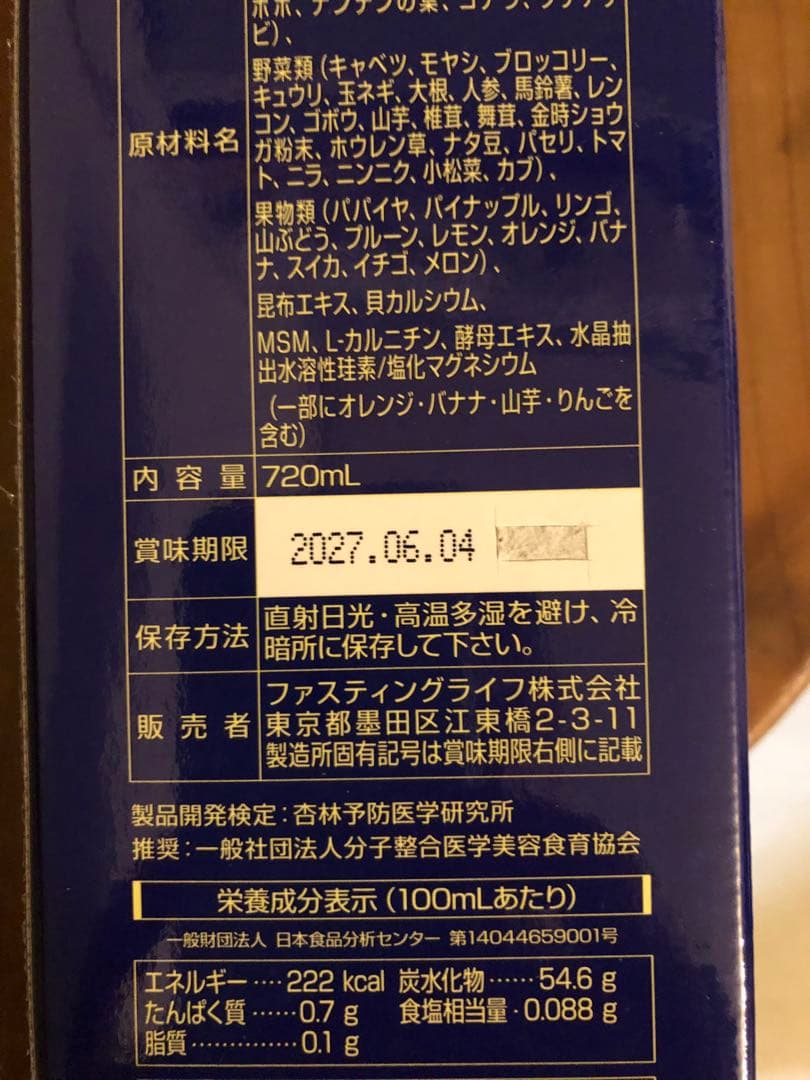 ビ)、
野菜類(キャベツ、モヤシ、ブロッコリー、
キュウリ、玉ネギ、大根、人参、馬鈴薯、レン
コン、ゴボウ、山芋、椎茸、舞茸、金時ショウ
ガ粉末、ホウレン草、ナタ豆、パセリ、トマ
ト、ニラ、ニンニク、小松菜、カブ)、
原材料名
果物類(パパイヤ、パイナップル、リンゴ、
山ぶどう、プルーン、レモン、オレンジ、バナ
ナ、スイカ、イチゴ、メロン)、
昆布エキス、貝カルシウム、
MSM、L-カルニチン、酵母エキス、水晶抽
出水溶性珪素/塩化マグネシウム
(一部にオレンジ・バナナ・山芋・りんごを
含む)
内容量 720mL
賞味期限 2027.06.04
保存方法 直射日光・高温多湿を避け、冷
暗所に保存して下さい。
販売者 ファスティングライフ株式会社
東京都墨田区江東橋2-3-11
製造所固有記号は賞味期限右側に記載
製品開発検定:杏林予防医学研究所
推奨:一般社団法人分子整合医学美容食育協会
栄養成分表示(100mLあたり)
一般財団法人 日本食品分析センター 第14044659001号
エネルギー‥‥222 kcal 炭水化物‥‥‥54.6 g
たんぱく質‥‥‥0.7 g 食塩相当量・0.088 g
脂質‥‥‥‥‥‥‥0.1 g